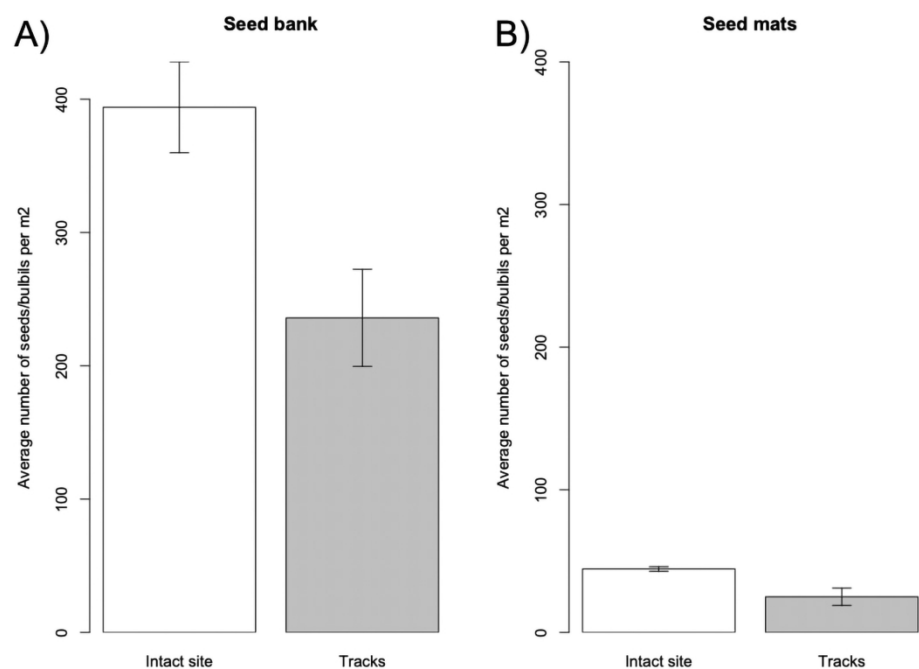 A)
Seed bank
Average number of seeds/bulbils per m2
400
300
200
100
0
Intact site
Tracks
B)
Seed mats
Average number of seeds/bulbils per m2
400
300
200
100
0
Intact site
Tracks